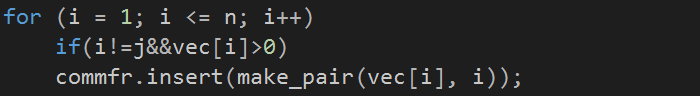 for (i = 1; i <= n; i++)
if(i!=j&&vec[i]>0)
commfr.insert(make_pair(vec[i], i));